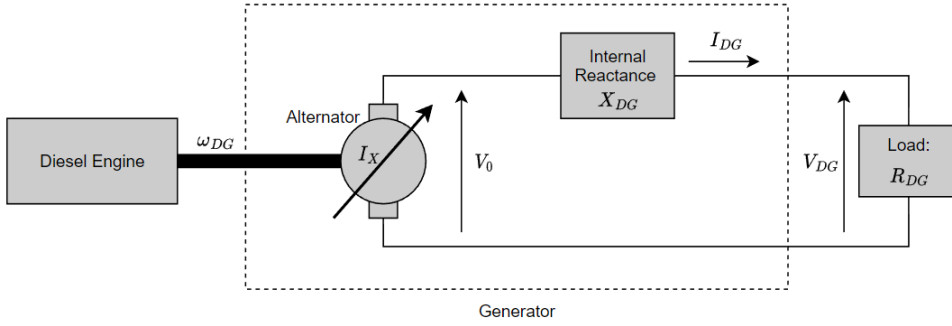 Diesel Engine
ω_DG
Alternator
I_X
V_0
Internal
Reactance
X_DG
I_DG
V_DG
Load:
R_DG
Generator